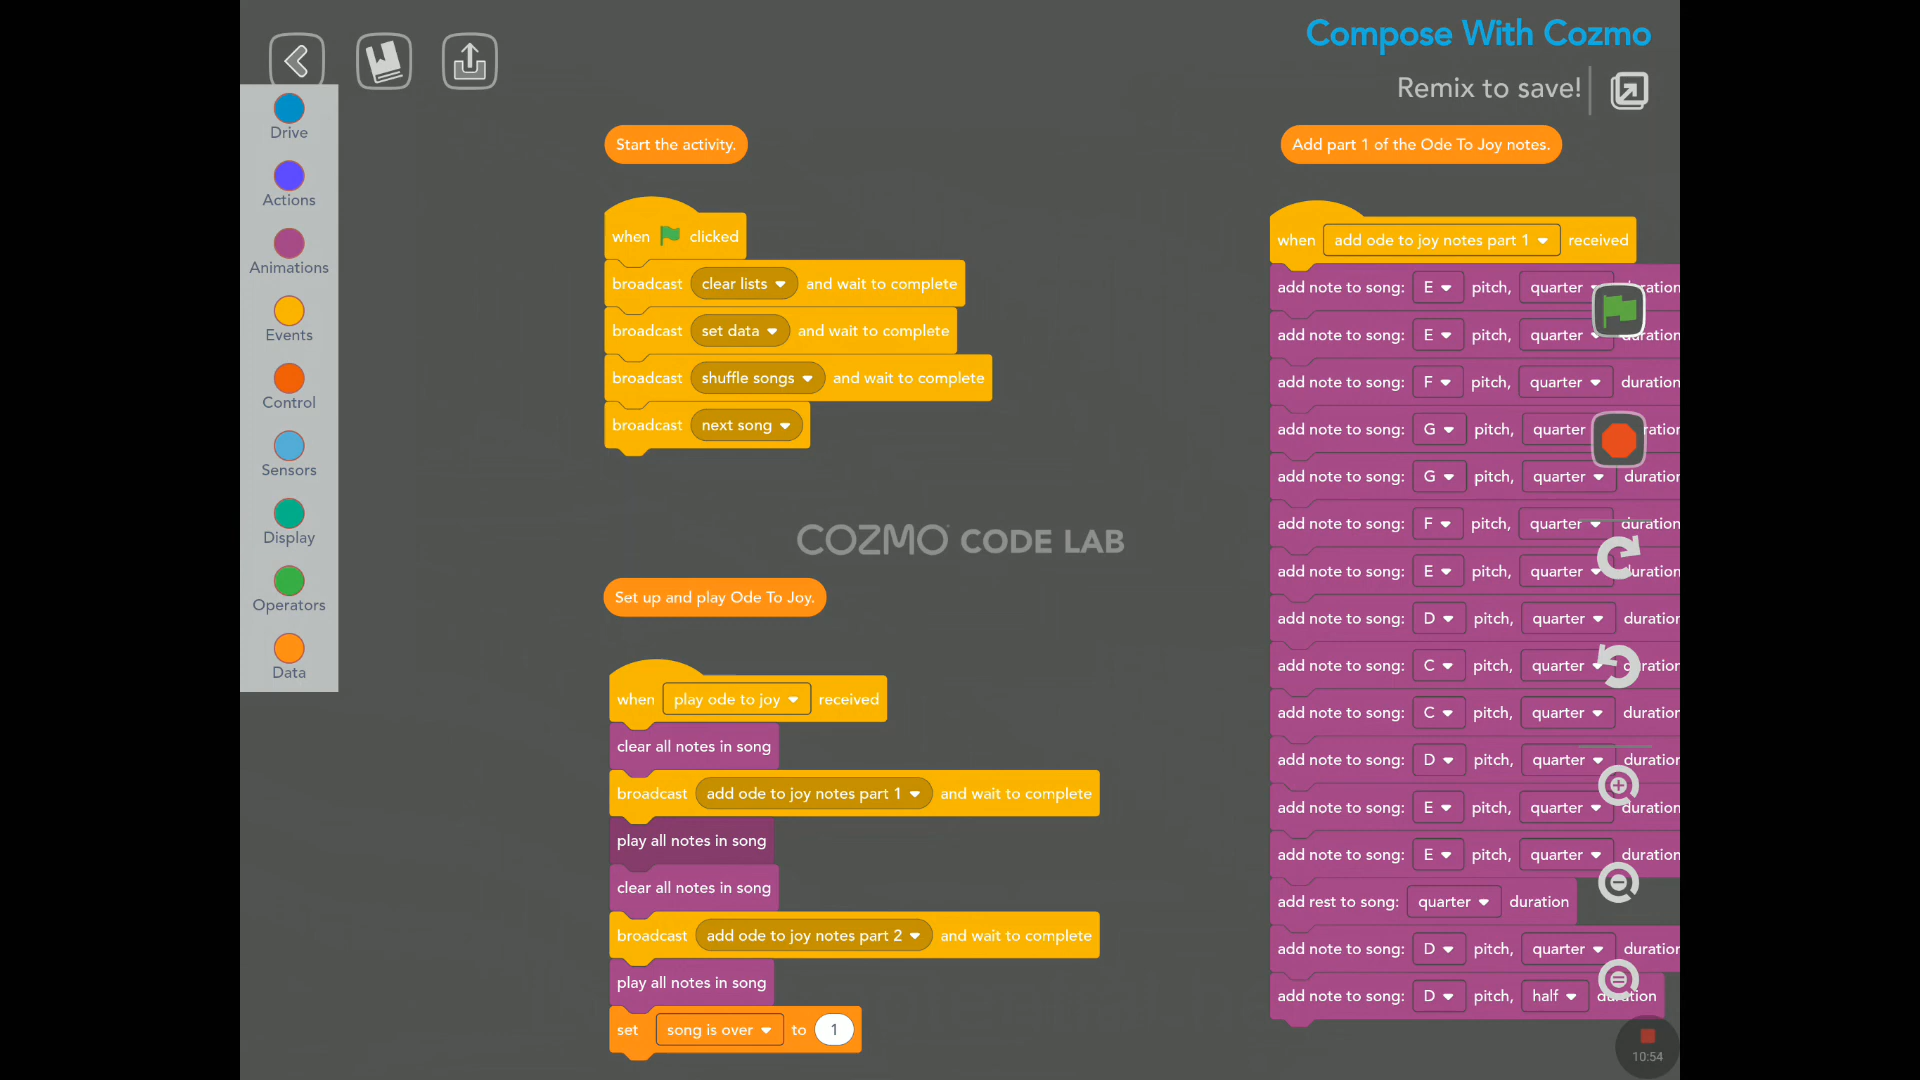 Compose With Cozmo
Remix to save!
Drive
Actions
Animations
Events
Control
Sensors
Display
Operators
Data
Start the activity.
when clicked
broadcast clear lists and wait to complete
broadcast set data and wait to complete
broadcast shuffle songs and wait to complete
broadcast next song
COZMO CODE LAB
Set up and play Ode To Joy.
when play ode to joy received
clear all notes in song
broadcast add ode to joy notes part 1 and wait to complete
play all notes in song
clear all notes in song
broadcast add ode to joy notes part 2 and wait to complete
play all notes in song
set song is over to 1
Add part 1 of the Ode To Joy notes.
when add ode to joy notes part 1 received
add note to song: E pitch, quarter duration
add note to song: E pitch, quarter duration
add note to song: F pitch, quarter duration
add note to song: G pitch, quarter duration
add note to song: G pitch, quarter duration
add note to song: F pitch, quarter duration
add note to song: E pitch, quarter duration
add note to song: D pitch, quarter duration
add note to song: C pitch, quarter duration
add note to song: C pitch, quarter duration
add note to song: D pitch, quarter duration
add note to song: E pitch, quarter duration
add note to song: E pitch, quarter duration
add rest to song: quarter duration
add note to song: D pitch, quarter duration
add note to song: D pitch, half duration
10:54